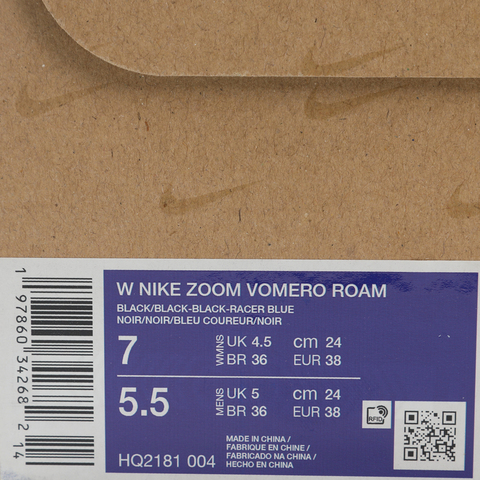 W NIKE ZOOM VOMERO ROAM
BLACK/BLACK-BLACK-RACER BLUE
NOIR/NOIR/BLEU COUREUR/NOIR
7 WMNS UK 4.5 cm 24
BR 36 EUR 38
5.5 MENS UK 5 cm 24
BR 36 EUR 38
RFID
MADE IN CHINA /
FABRIQUE EN CHINE /
FABRICADO NA CHINA /
HECHO EN CHINA
HQ2181 004
1 97860 34268 2 14